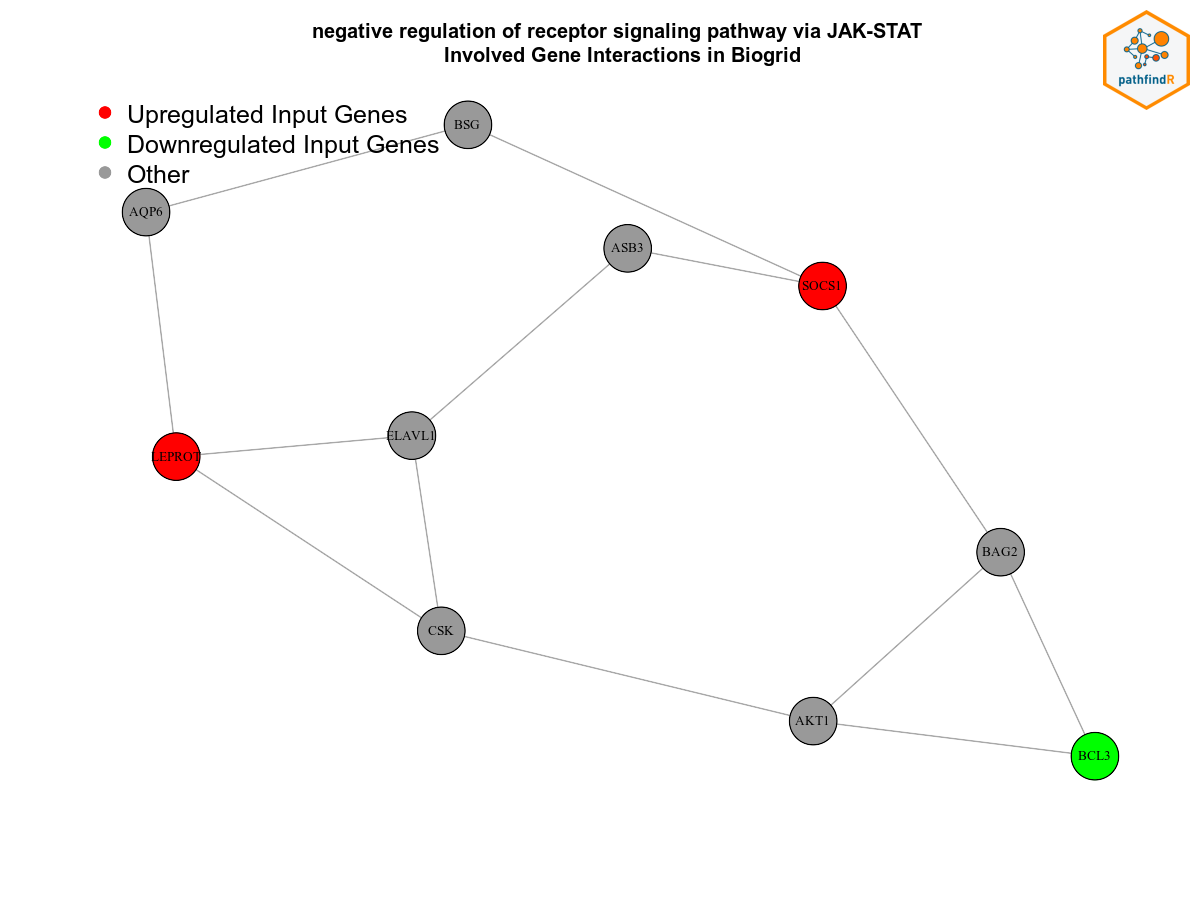 negative regulation of receptor signaling pathway via JAK-STAT
Involved Gene Interactions in Biogrid
pathfindR
Upregulated Input Genes
Downregulated Input Genes
Other
BSG
AQP6
ASB3
SOCS1
ELAVL1
LEPROT
BAG2
CSK
AKT1
BCL3